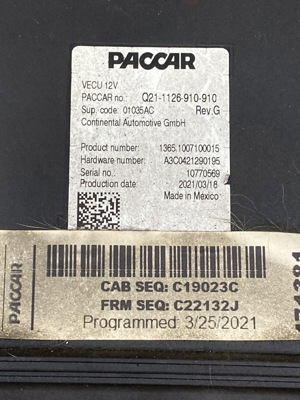 PACCAR
VECU 12V
PACCAR no.: Q21-1126-910-910
Sup. code: 01035AC Rev.G
Continental Automotive GmbH
Product number: 1365.1007100015
Hardware number: A3C0421290195
Serial no.: 10770569
Production date: 2021/03/18
Made in Mexico
PACCAR
CAB SEQ: C19023C
FRM SEQ: C22132J
Programmed: 3/25/2021